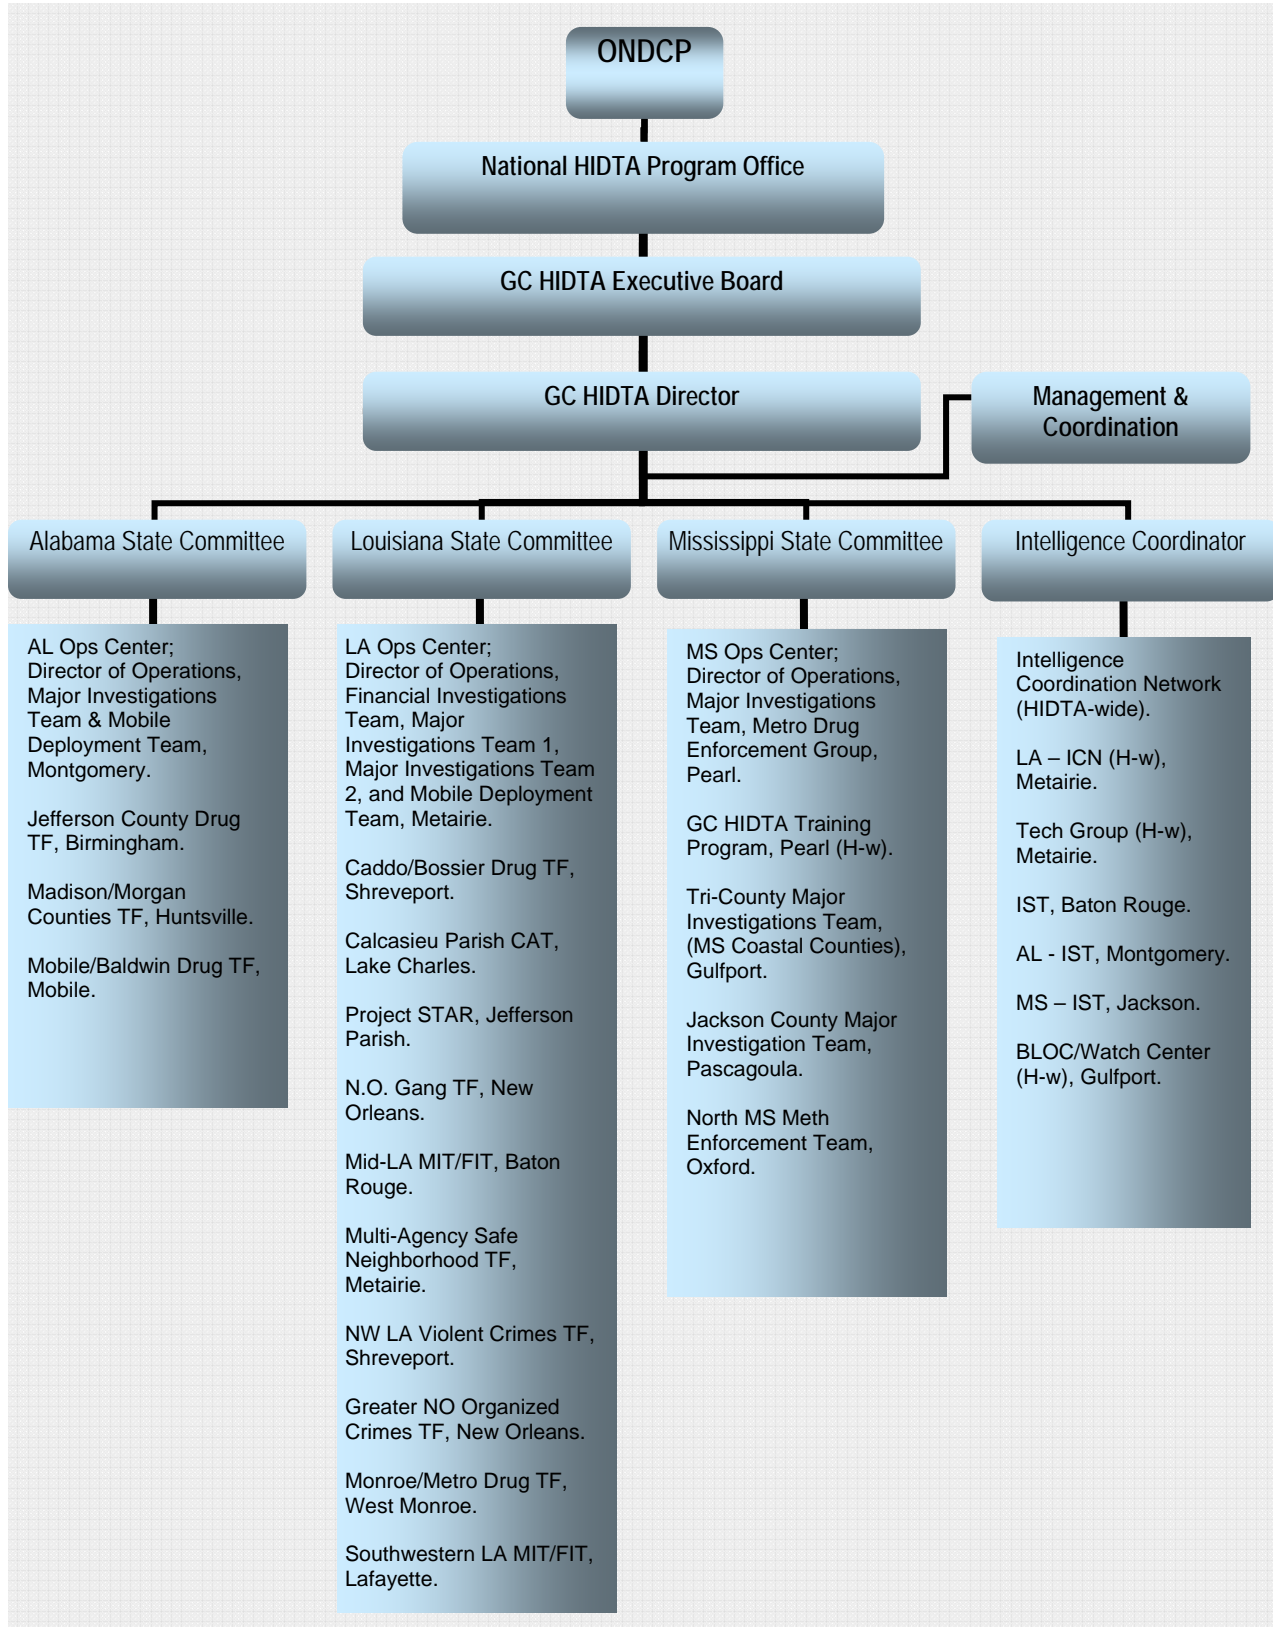 ONDCP
National HIDTA Program Office
GC HIDTA Executive Board
GC HIDTA Director
Management &
Coordination
Alabama State Committee
Louisiana State Committee
Mississippi State Committee
Intelligence Coordinator
AL Ops Center;
Director of Operations,
Major Investigations
Team & Mobile
Deployment Team,
Montgomery.
Jefferson County Drug
TF, Birmingham.
Madison/Morgan
Counties TF, Huntsville.
Mobile/Baldwin Drug TF,
Mobile.
LA Ops Center;
Director of Operations,
Financial Investigations
Team, Major
Investigations Team 1,
Major Investigations Team
2, and Mobile Deployment
Team, Metairie.
Caddo/Bossier Drug TF,
Shreveport.
Calcasieu Parish CAT,
Lake Charles.
Project STAR, Jefferson
Parish.
N.O. Gang TF, New
Orleans.
Mid-LA MIT/FIT, Baton
Rouge.
Multi-Agency Safe
Neighborhood TF,
Metairie.
NW LA Violent Crimes TF,
Shreveport.
Greater NO Organized
Crimes TF, New Orleans.
Monroe/Metro Drug TF,
West Monroe.
Southwestern LA MIT/FIT,
Lafayette.
MS Ops Center;
Director of Operations,
Major Investigations
Team, Metro Drug
Enforcement Group,
Pearl.
GC HIDTA Training
Program, Pearl (H-w).
Tri-County Major
Investigations Team,
(MS Coastal Counties),
Gulfport.
Jackson County Major
Investigation Team,
Pascagoula.
North MS Meth
Enforcement Team,
Oxford.
Intelligence
Coordination Network
(HIDTA-wide).
LA – ICN (H-w),
Metairie.
Tech Group (H-w),
Metairie.
IST, Baton Rouge.
AL - IST, Montgomery.
MS – IST, Jackson.
BLOC/Watch Center
(H-w), Gulfport.